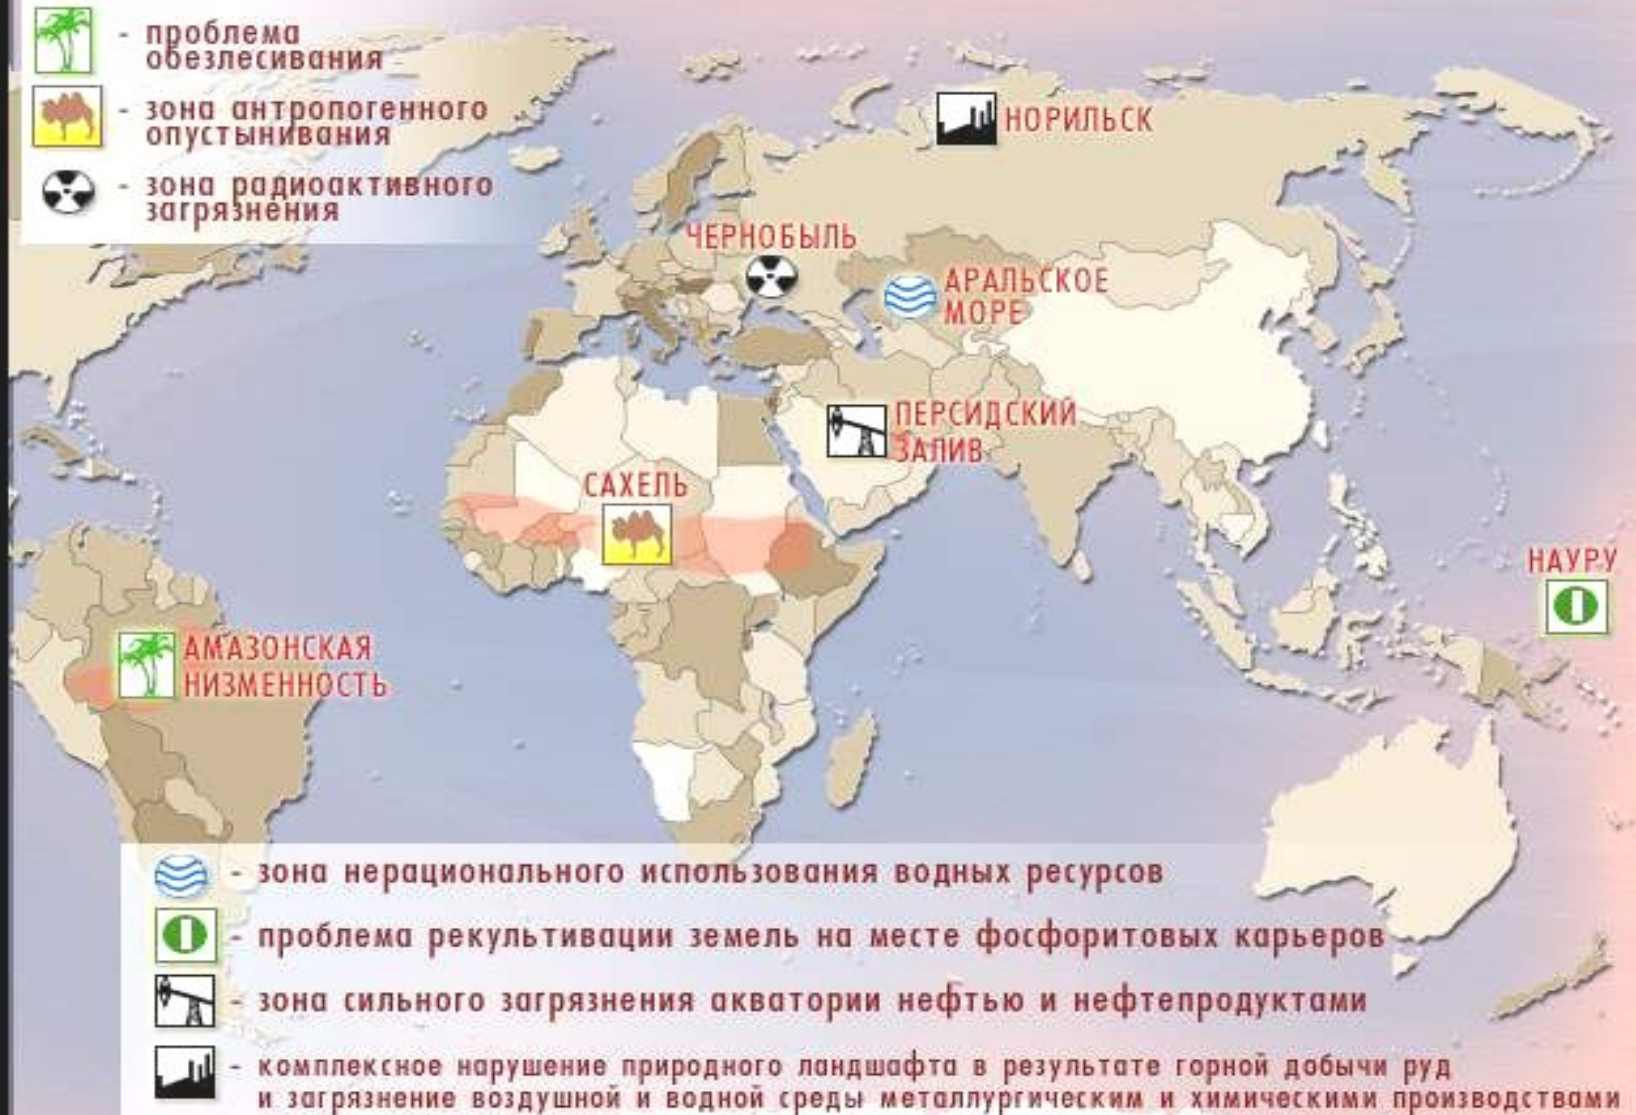 - проблема
обезлесивания
- зона антропогенного
опустынивания
- зона радиоактивного
загрязнения
НОРИЛЬСК
ЧЕРНОБЫЛЬ
АРАЛЬСКОЕ
МОРЕ
ПЕРСИДСКИЙ
ЗАЛИВ
САХЕЛЬ
НАУРУ
АМАЗОНСКАЯ
НИЗМЕННОСТЬ
- зона нерационального использования водных ресурсов
- проблема рекультивации земель на месте фосфоритовых карьеров
- зона сильного загрязнения акватории нефтью и нефтепродуктами
- комплексное нарушение природного ландшафта в результате горной добычи руд
и загрязнение воздушной и водной среды металлургическим и химическими производствами